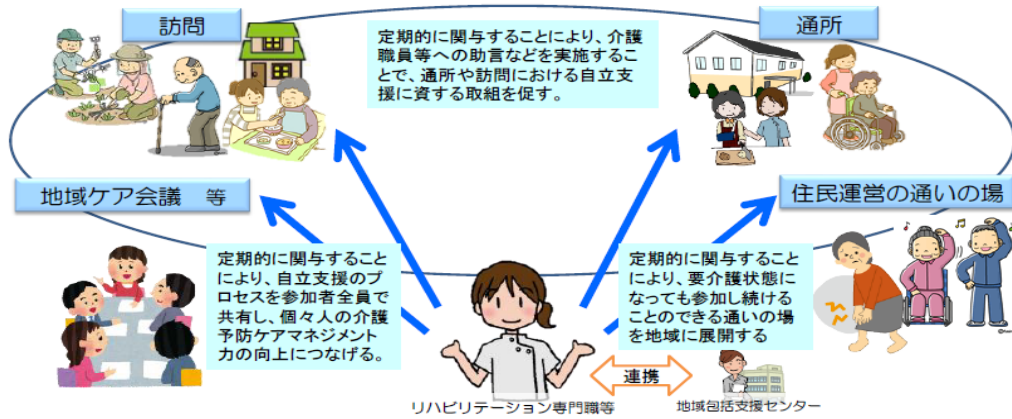 訪問
通所
定期的に関与することにより、介護
職員等への助言などを実施するこ
とで、通所や訪問における自立支
援に資する取組を促す。
地域ケア会議　等
住民運営の通いの場
定期的に関与すること
により、自立支援のプ
ロセスを参加者全員で
共有し、個々人の介護
予防ケアマネジメント
力の向上につなげる。
定期的に関与すること
により、要介護状態に
なっても参加し続ける
ことのできる通いの場
を地域に展開する
連携
リハビリテーション専門職等
地域包括支援センター